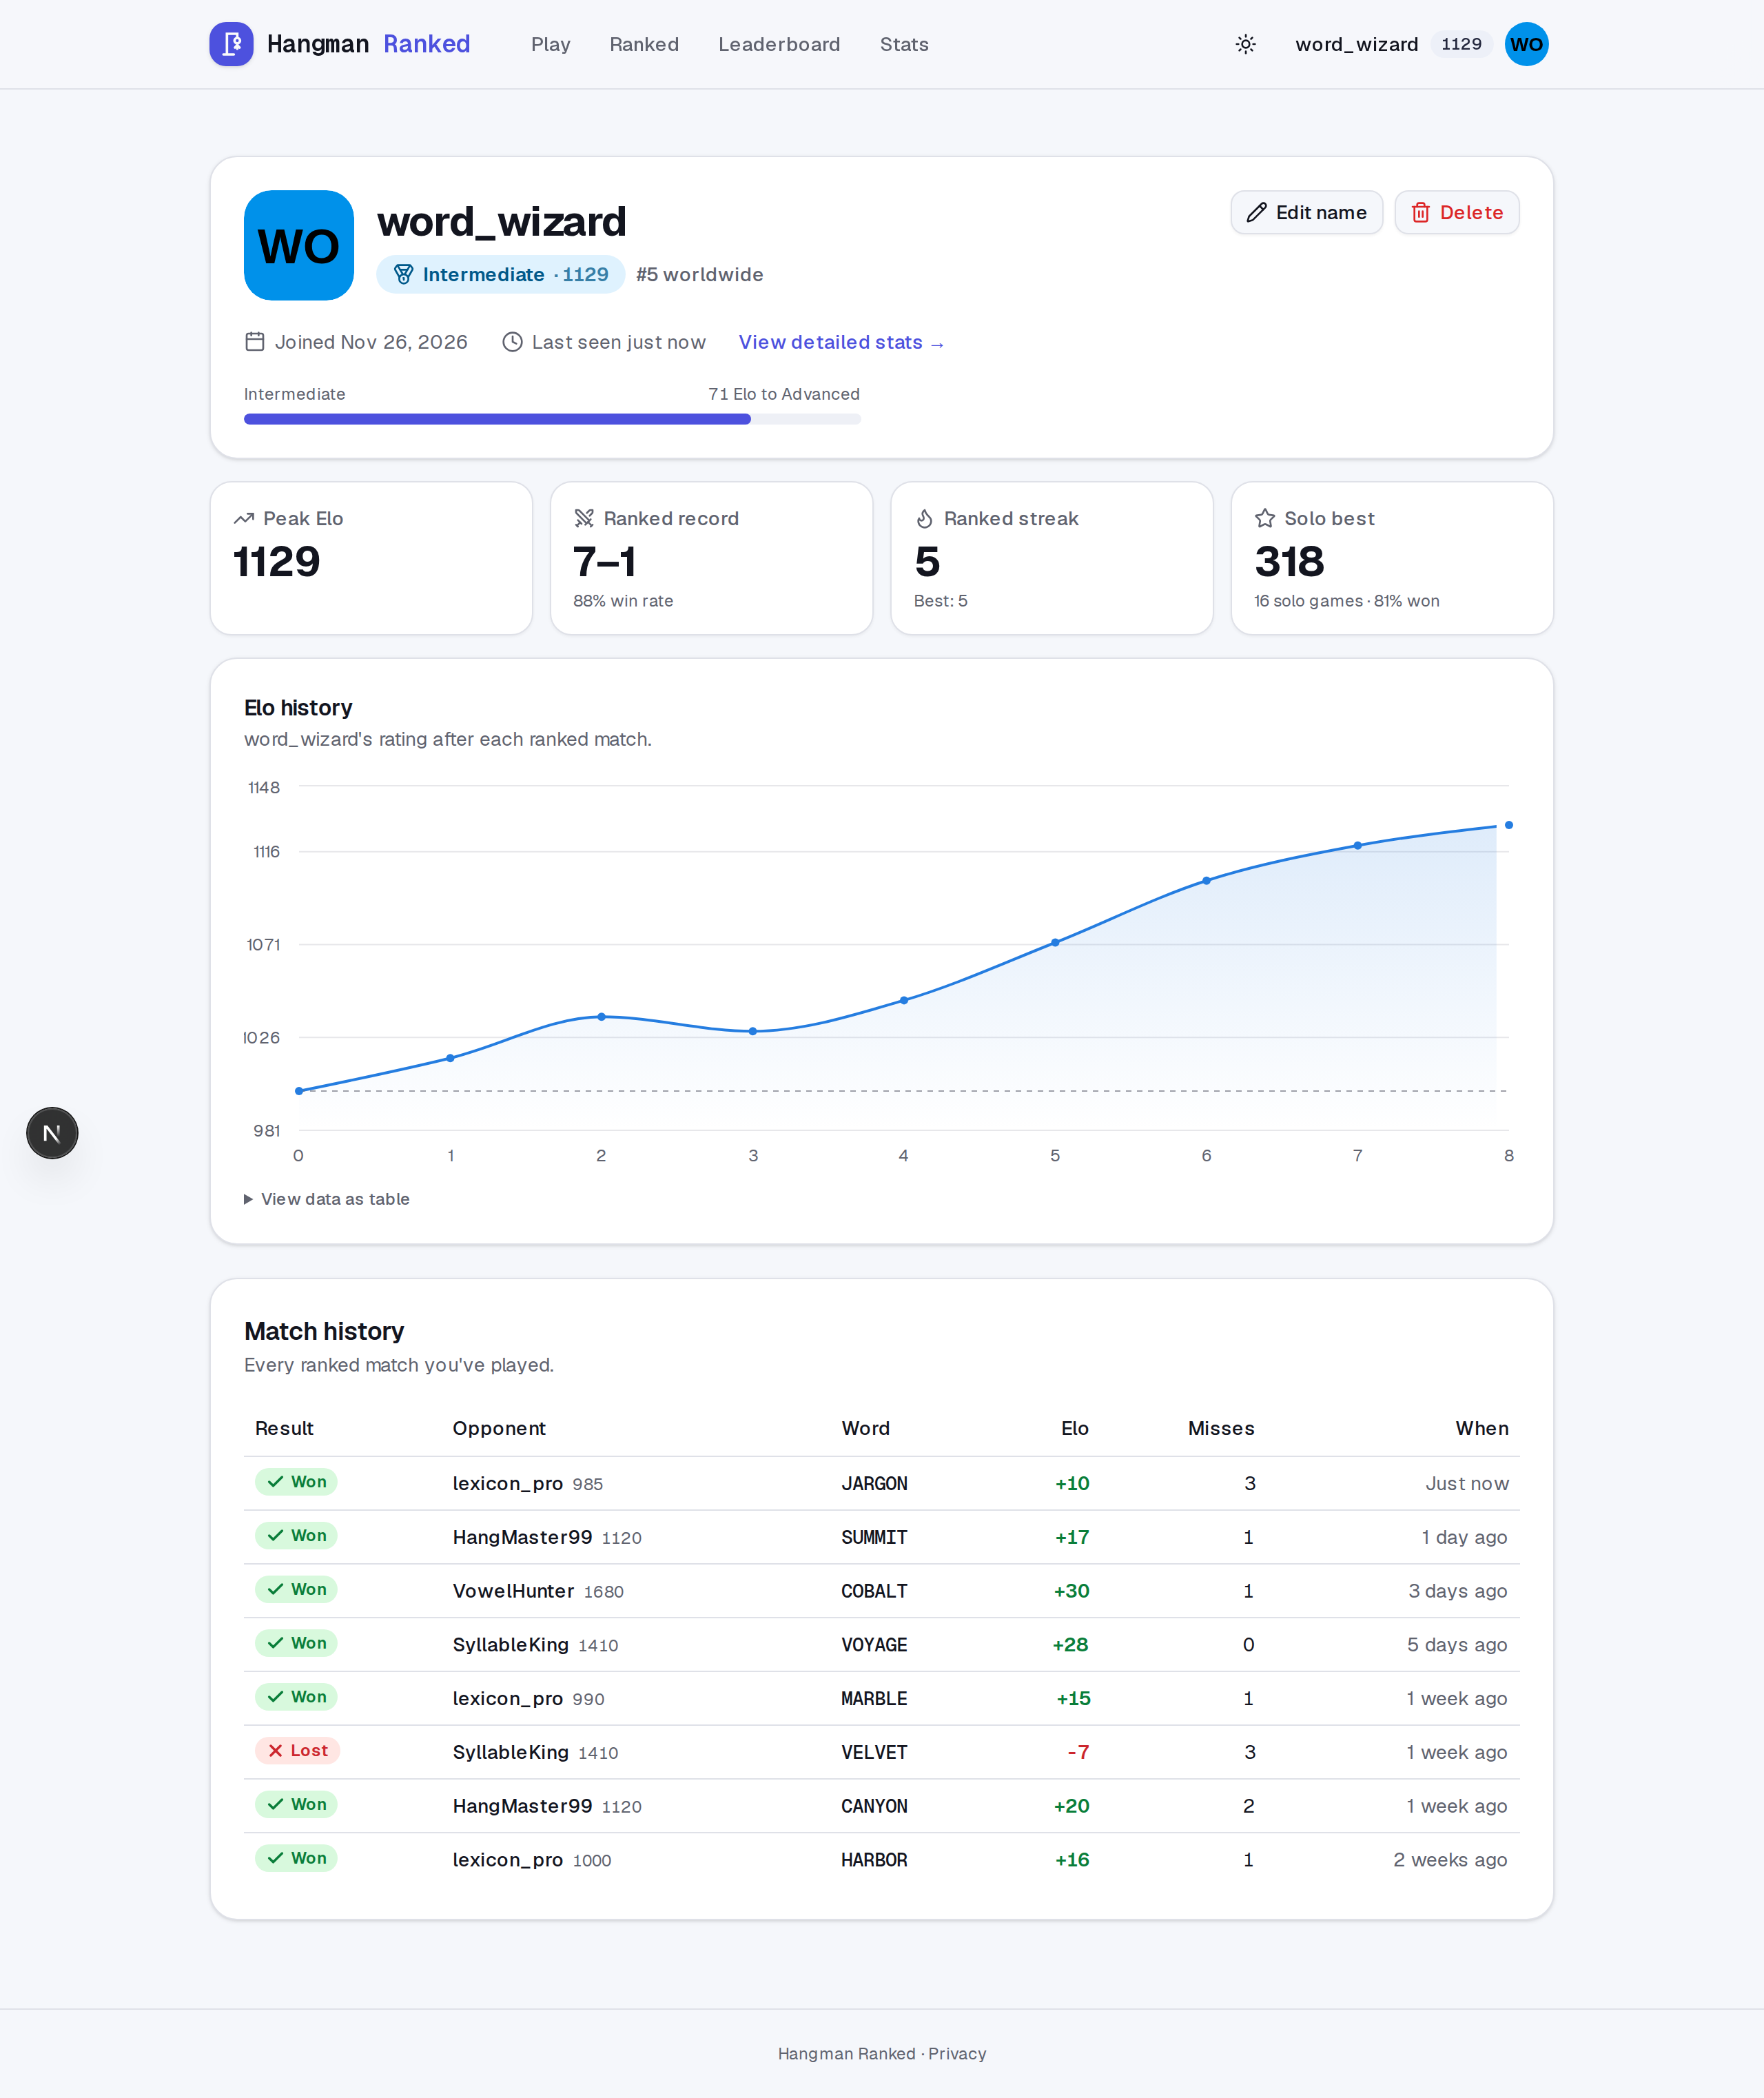 Hangman Ranked Play Ranked Leaderboard Stats word_wizard 1129 WO
WO
word_wizard
Intermediate · 1129 #5 worldwide
Edit name Delete
Joined Nov 26, 2026 Last seen just now View detailed stats →
Intermediate 71 Elo to Advanced
Peak Elo
1129
Ranked record
7–1
88% win rate
Ranked streak
5
Best: 5
Solo best
318
16 solo games · 81% won
Elo history
word_wizard's rating after each ranked match.
1148
1116
1071
1026
981
0 1 2 3 4 5 6 7 8
N
View data as table
Match history
Every ranked match you've played.
Result Opponent Word Elo Misses When
Won lexicon_pro 985 JARGON +10 3 Just now
Won HangMaster99 1120 SUMMIT +17 1 1 day ago
Won VowelHunter 1680 COBALT +30 1 3 days ago
Won SyllableKing 1410 VOYAGE +28 0 5 days ago
Won lexicon_pro 990 MARBLE +15 1 1 week ago
Lost SyllableKing 1410 VELVET -7 3 1 week ago
Won HangMaster99 1120 CANYON +20 2 1 week ago
Won lexicon_pro 1000 HARBOR +16 1 2 weeks ago
Hangman Ranked · Privacy